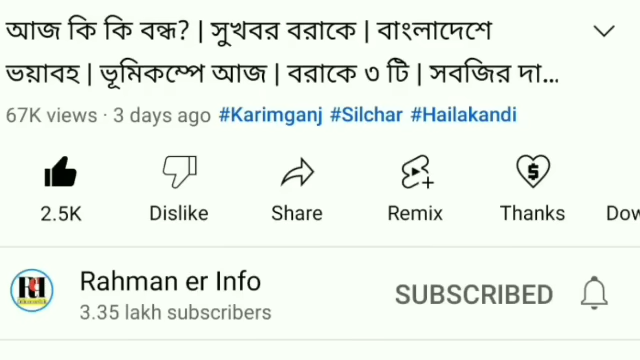 আজ কি কি বন্ধ? | সুখবর বরাকে | বাংলাদেশে
ভয়াবহ | ভূমিকম্পে আজ | বরাকে ৩ টি | সবজির দা...
67K views · 3 days ago #Karimganj #Silchar #Hailakandi
2.5K Dislike Share Remix Thanks Dow
Rahman er Info
3.35 lakh subscribers
SUBSCRIBED